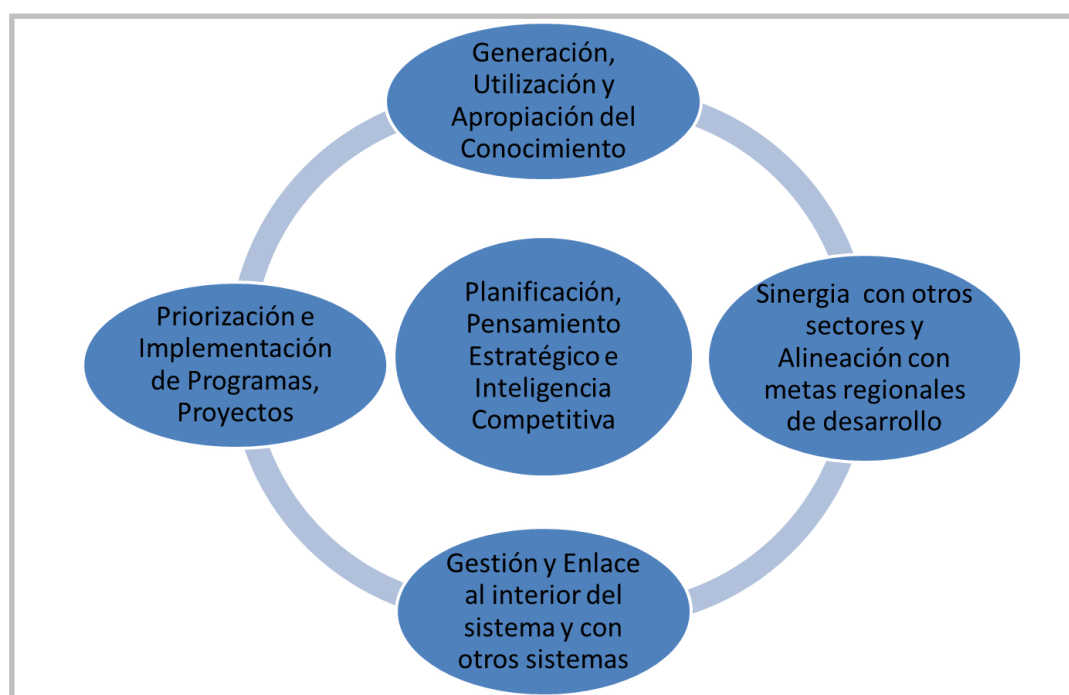 Generación,
Utilización y
Apropiación del
Conocimiento
Priorización e
Implementación
de Programas,
Proyectos
Planificación,
Pensamiento
Estratégico e
Inteligencia
Competitiva
Sinergia con otros
sectores y
Alineación con
metas regionales
de desarrollo
Gestión y Enlace
al interior del
sistema y con
otros sistemas